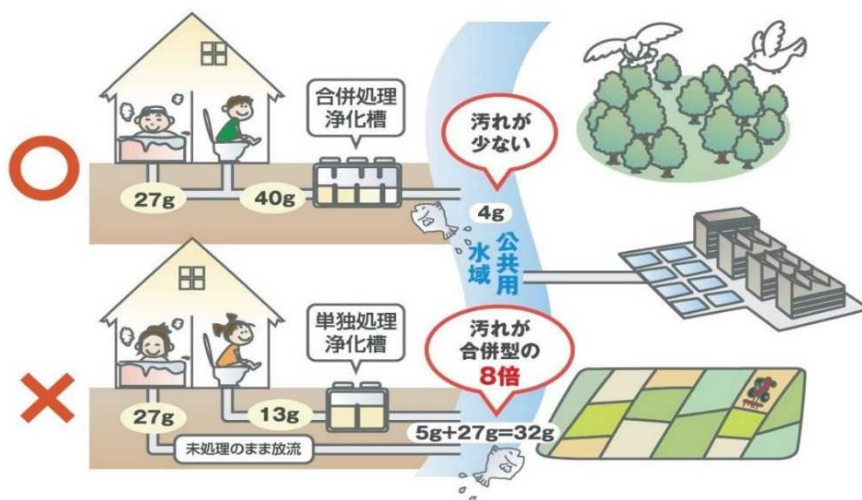 合併処理
浄化槽
汚れが
少ない
27g
40g
4g
公共用
水域
単独処理
浄化槽
汚れが
合併型の
8倍
27g
13g
5g+27g=32g
未処理のまま放流